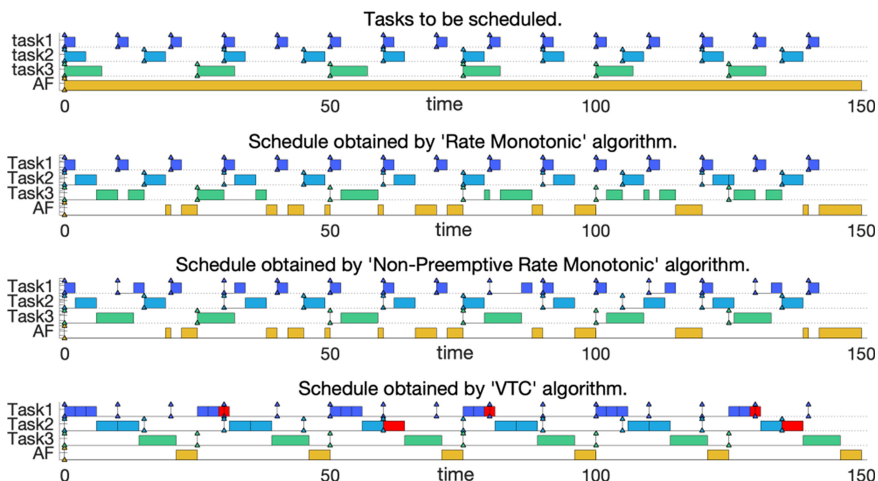 Tasks to be scheduled.
task1
task2
task3
AF
0 50 time 100 150
Schedule obtained by 'Rate Monotonic' algorithm.
Task1
Task2
Task3
AF
0 50 time 100 150
Schedule obtained by 'Non-Preemptive Rate Monotonic' algorithm.
Task1
Task2
Task3
AF
0 50 time 100 150
Schedule obtained by 'VTC' algorithm.
Task1
Task2
Task3
AF
0 50 time 100 150